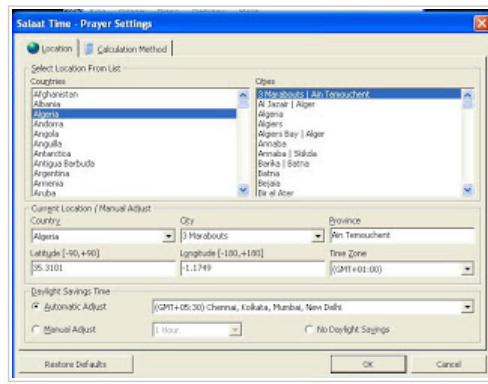 Salaat Time - Prayer Settings
Location
Calculation Method
Select Location From List
Countries
Afghanistan
Albania
Algeria
Andorra
Angola
Anguilla
Antarctica
Antigua Barbuda
Argentina
Armenia
Aruba
Cities
3 Marabouts | Ain Temouchent
Al Jazair | Alger
Algeria
Algiers
Algiers Bay | Alger
Annaba
Annaba | Skikda
Barika | Batna
Batna
Bejaia
Bir el Ater
Current Location / Manual Adjust
Country
City
Province
Algeria
3 Marabouts
Ain Temouchent
Latitude [-90,+90]
Longitude [-180,+180]
Time Zone
35.3101
-1.1749
(GMT+01:00)
Daylight Savings Time
Automatic Adjust
(GMT+05:30) Chennai, Kolkata, Mumbai, New Delhi
Manual Adjust
1 Hour
No Daylight Savings
Restore Defaults
OK
Cancel